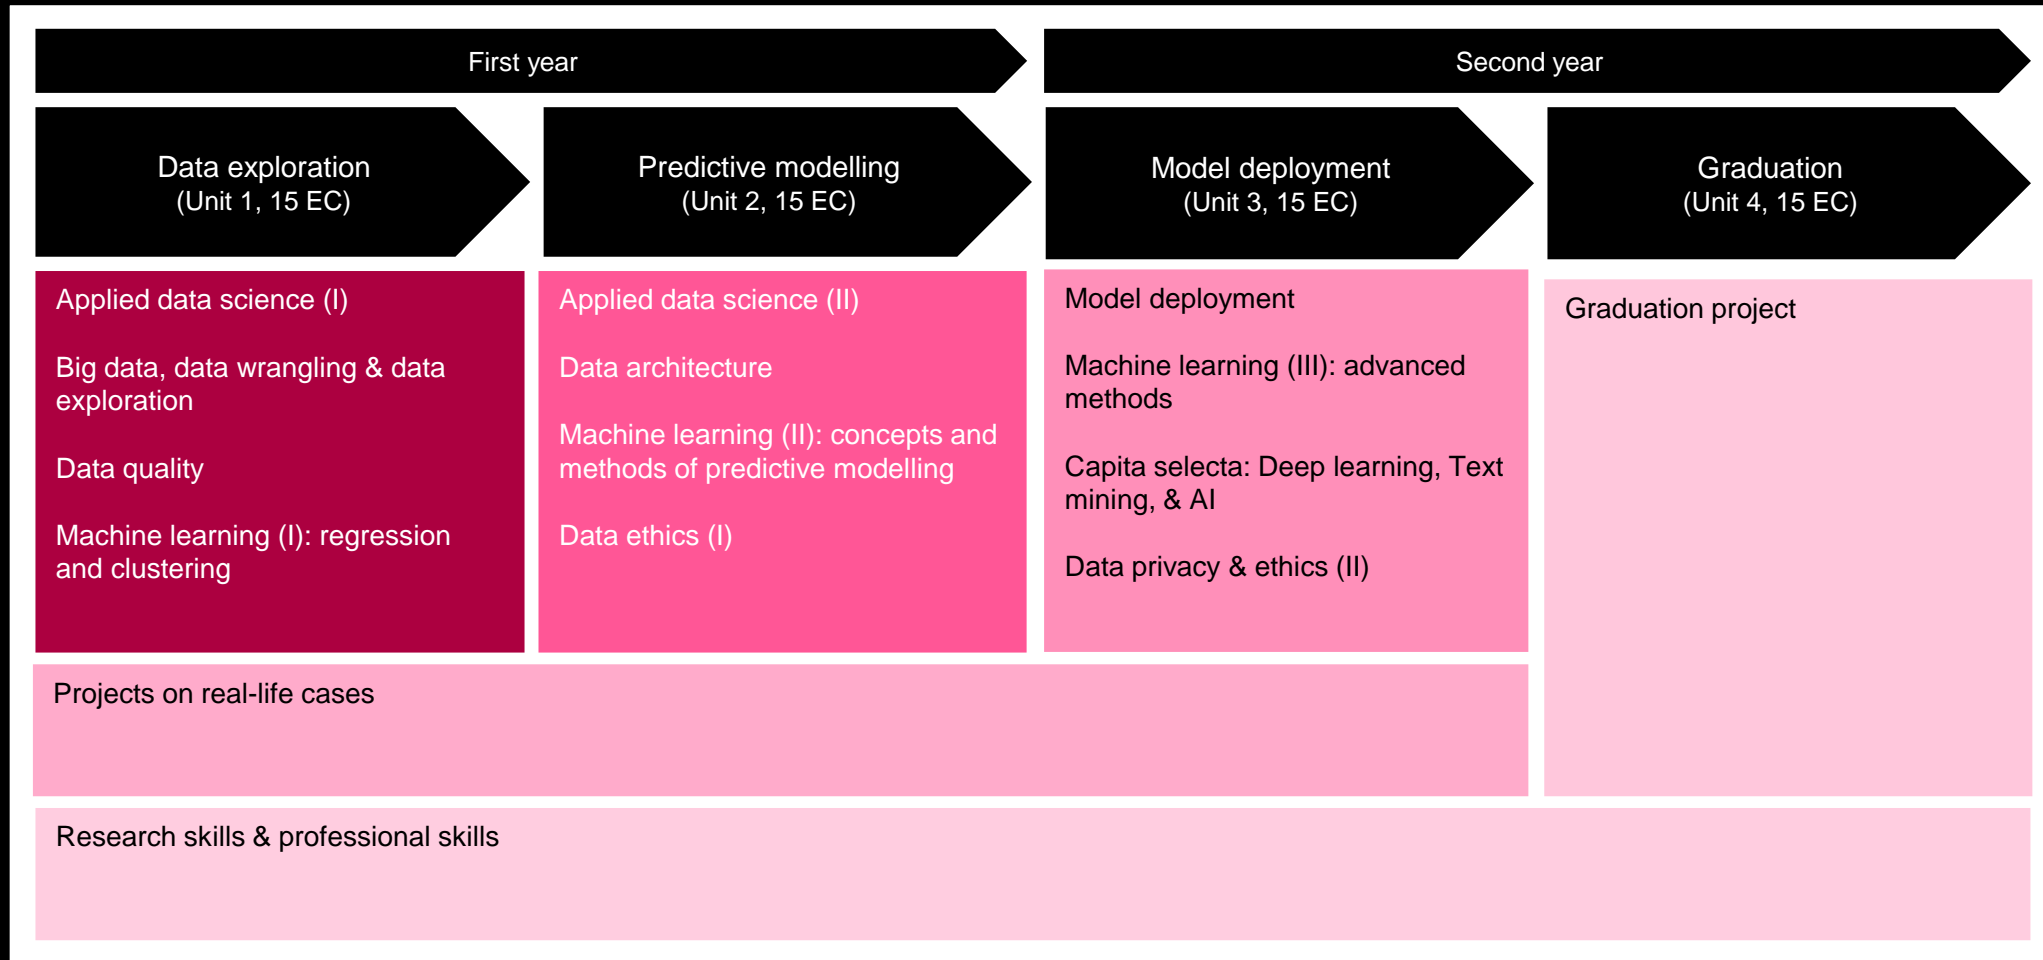 First year
Second year
Data exploration
(Unit 1, 15 EC)
Predictive modelling
(Unit 2, 15 EC)
Model deployment
(Unit 3, 15 EC)
Graduation
(Unit 4, 15 EC)
Applied data science (I)
Big data, data wrangling & data
exploration
Data quality
Machine learning (I): regression
and clustering
Applied data science (II)
Data architecture
Machine learning (II): concepts and
methods of predictive modelling
Data ethics (I)
Model deployment
Machine learning (III): advanced
methods
Capita selecta: Deep learning, Text
mining, & AI
Data privacy & ethics (II)
Graduation project
Projects on real-life cases
Research skills & professional skills